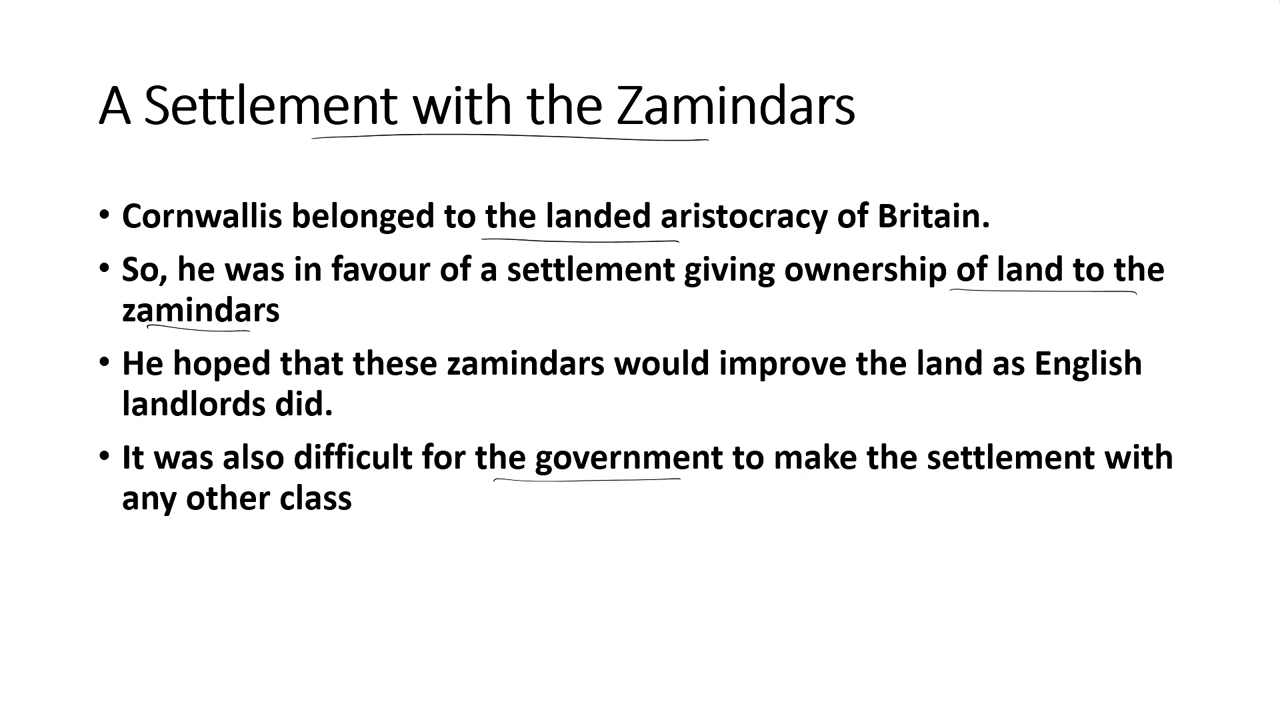 A Settlement with the Zamindars
• Cornwallis belonged to the landed aristocracy of Britain.
• So, he was in favour of a settlement giving ownership of land to the
zamindars
• He hoped that these zamindars would improve the land as English
landlords did.
• It was also difficult for the government to make the settlement with
any other class